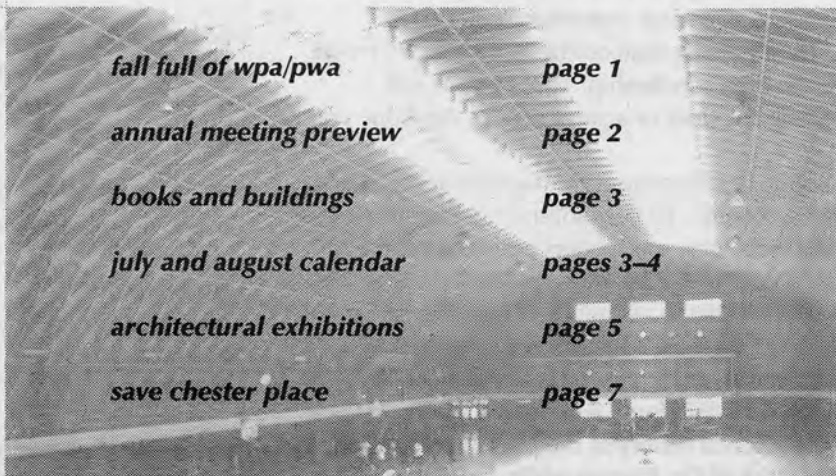 fall full of wpa/pwa page 1
annual meeting preview page 2
books and buildings page 3
july and august calendar pages 3–4
architectural exhibitions page 5
save chester place page 7